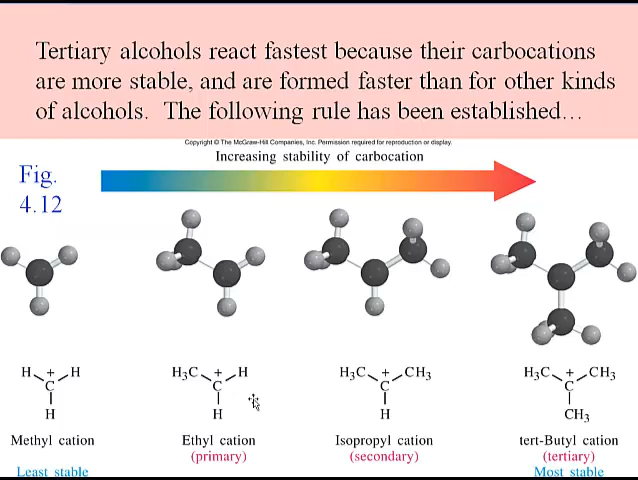 Tertiary alcohols react fastest because their carbocations
are more stable, and are formed faster than for other kinds
of alcohols.  The following rule has been established…
Copyright © The McGraw-Hill Companies, Inc. Permission required for reproduction or display.
Increasing stability of carbocation
Fig.
4.12
H + H
C
H
Methyl cation
Least stable
H₃C + H
C
H
Ethyl cation
(primary)
H₃C + CH₃
C
H
Isopropyl cation
(secondary)
H₃C + CH₃
C
CH₃
tert-Butyl cation
(tertiary)
Most stable